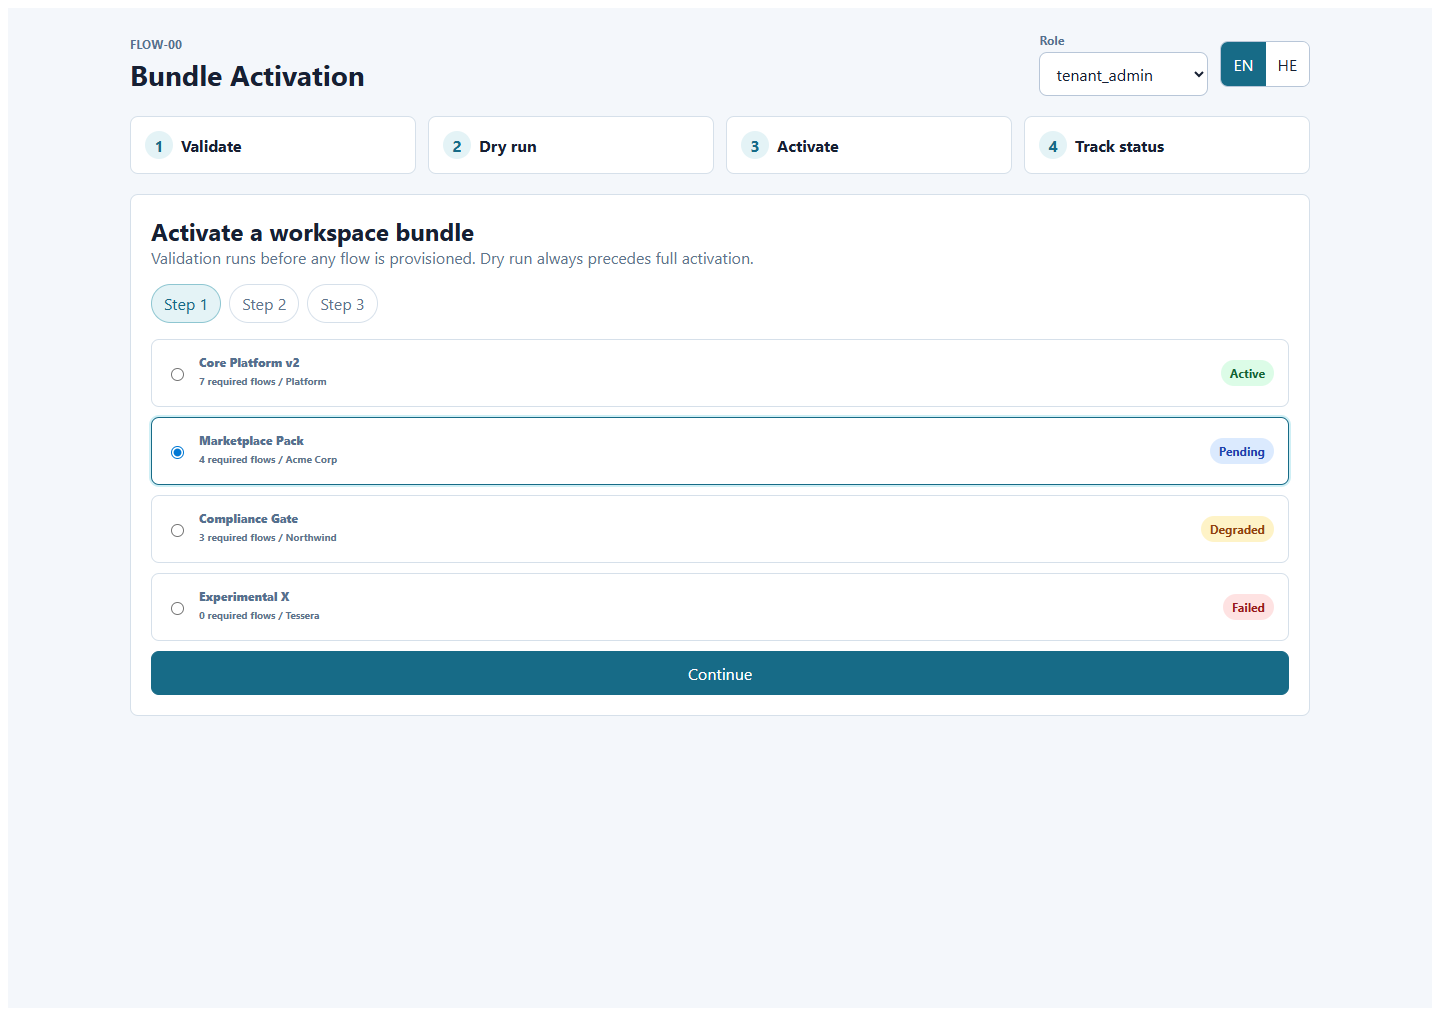 FLOW-00
Bundle Activation
Role
tenant_admin
EN
HE
1 Validate
2 Dry run
3 Activate
4 Track status
Activate a workspace bundle
Validation runs before any flow is provisioned. Dry run always precedes full activation.
Step 1
Step 2
Step 3
Core Platform v2
7 required flows / Platform
Active
Marketplace Pack
4 required flows / Acme Corp
Pending
Compliance Gate
3 required flows / Northwind
Degraded
Experimental X
0 required flows / Tessera
Failed
Continue